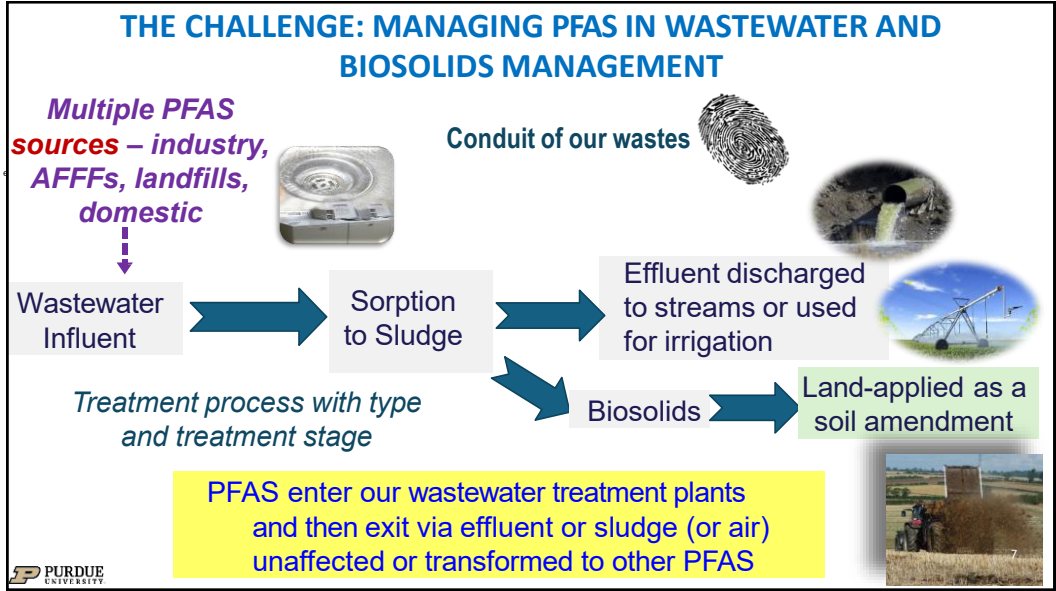 THE CHALLENGE: MANAGING PFAS IN WASTEWATER AND
BIOSOLIDS MANAGEMENT
Multiple PFAS
sources – industry,
AFFFs, landfills,
domestic
Conduit of our wastes
e
Wastewater
Influent
Sorption
to Sludge
Effluent discharged
to streams or used
for irrigation
Treatment process with type
and treatment stage
Biosolids
Land-applied as a
soil amendment
PFAS enter our wastewater treatment plants
and then exit via effluent or sludge (or air)
unaffected or transformed to other PFAS
7
P PURDUE
UNIVERSITY